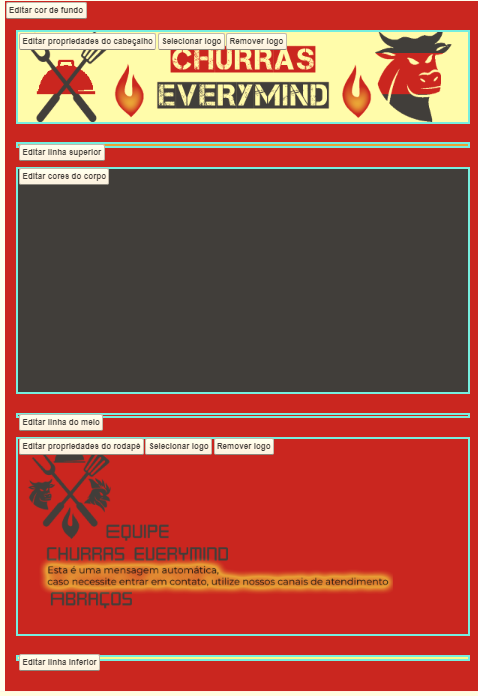 Editar cor de fundo
Editar propriedades do cabeçalho Selecionar logo Remover logo
CHURRAS
EVERYMIND
Editar linha superior
Editar cores do corpo
Editar linha do meio
Editar propriedades do rodapé Selecionar logo Remover logo
EQUIPE
CHURRAS EVERYMIND
Esta é uma mensagem automática,
caso necessite entrar em contato, utilize nossos canais de atendimento
ABRAÇOS
Editar linha inferior